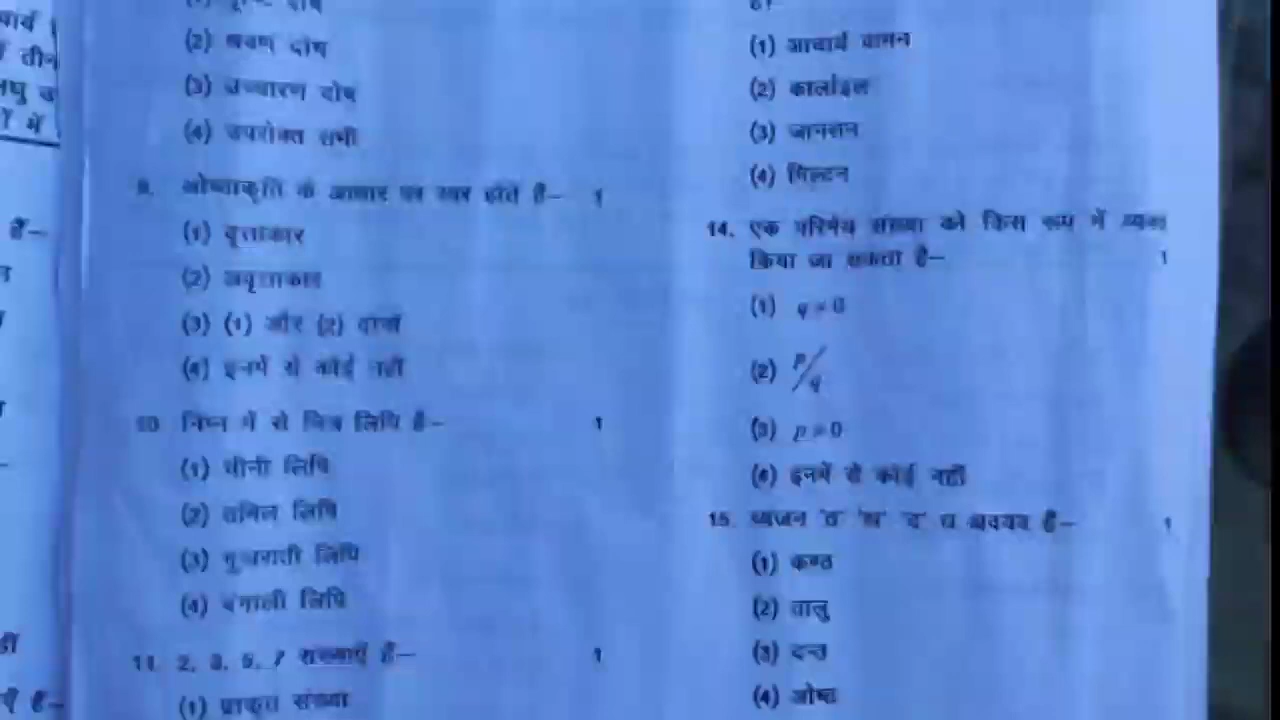 (2) श्रवण दोष
(3) उच्चारण दोष
(4) उपरोक्त सभी
9. ओष्ठाकृति के आधार पर स्वर होते हैं– 1
(1) वृत्ताकार
(2) अवृत्ताकार
(3) (1) और (2) दोनों
(4) इनमें से कोई नहीं
10 निम्न में से चित्र लिपि है– 1
(1) चीनी लिपि
(2) तमिल लिपि
(3) गुजराती लिपि
(4) बंगाली लिपि
11. 2, 3, 5, 7 संख्याएँ हैं– 1
(1) प्राकृत संख्या
(1) आचार्य वामन
(2) कार्लाइल
(3) जानसन
(4) मिल्टन
14. एक परिमेय संख्या को किस रूप में व्यक्त
किया जा सकता है– 1
(1) q = 0
(2) p/q
(3) p = 0
(4) इनमें से कोई नहीं
15. व्यंजन 'त' 'थ' 'द' 'ध' अवयव हैं– 1
(1) कण्ठ
(2) तालु
(3) दन्त
(4) ओष्ठ